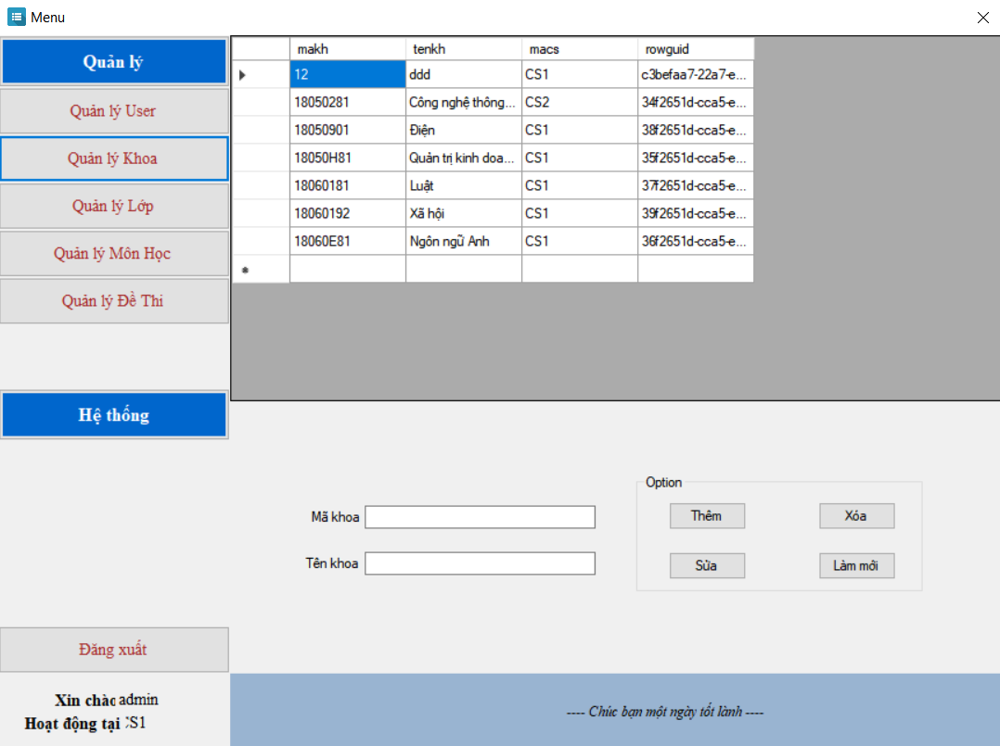 Menu
Quản lý
Quản lý User
Quản lý Khoa
Quản lý Lớp
Quản lý Môn Học
Quản lý Đề Thi
Hệ thống
Đăng xuất
Xin chào admin
Hoạt động tại CS1
makh tenkh macs rowguid
12 ddd CS1 c3befaa7-22a7-e...
18050281 Công nghệ thông... CS2 34f2651d-cca5-e...
18050901 Điện CS1 38f2651d-cca5-e...
18050H81 Quản trị kinh doa... CS1 35f2651d-cca5-e...
18060181 Luật CS1 37f2651d-cca5-e...
18060192 Xã hội CS1 39f2651d-cca5-e...
18060E81 Ngôn ngữ Anh CS1 36f2651d-cca5-e...
Mã khoa
Tên khoa
Option
Thêm Xóa
Sửa Làm mới
---- Chúc bạn một ngày tốt lành ----